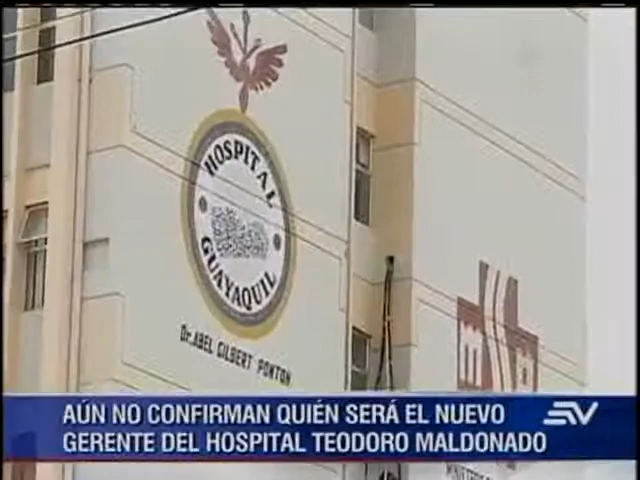 HOSPITAL
GUAYAQUIL
Dr. ABEL GILBERT PONTON
AÚN NO CONFIRMAN QUIÉN SERÁ EL NUEVO
GERENTE DEL HOSPITAL TEODORO MALDONADO